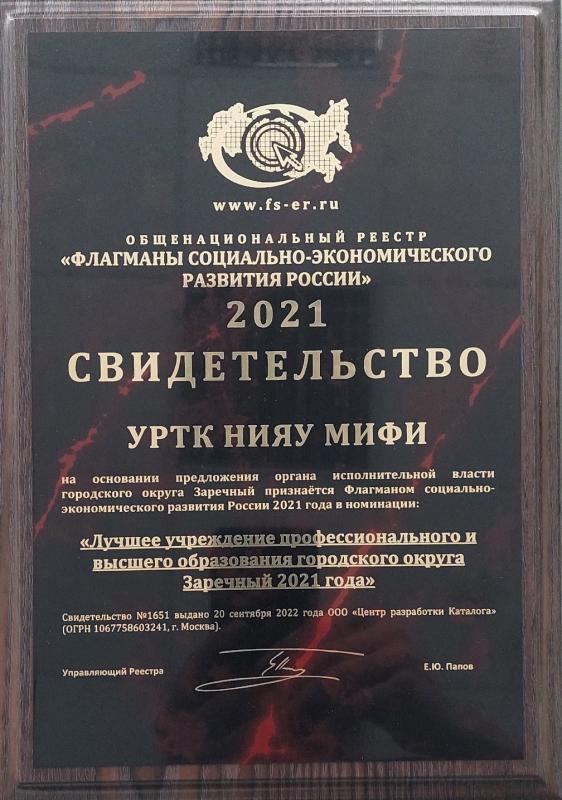 www.fs-er.ru
ОБЩЕНАЦИОНАЛЬНЫЙ РЕЕСТР
«ФЛАГМАНЫ СОЦИАЛЬНО-ЭКОНОМИЧЕСКОГО
РАЗВИТИЯ РОССИИ»
2021
СВИДЕТЕЛЬСТВО
УРТК НИЯУ МИФИ
на основании предложения органа исполнительной власти
городского округа Заречный признаётся Флагманом социально-
экономического развития России 2021 года в номинации:
«Лучшее учреждение профессионального и
высшего образования городского округа
Заречный 2021 года»
Свидетельство №1651 выдано 20 сентября 2022 года ООО «Центр разработки Каталога»
(ОГРН 1067758603241, г. Москва).
Управляющий Реестра
Е.Ю. Папов